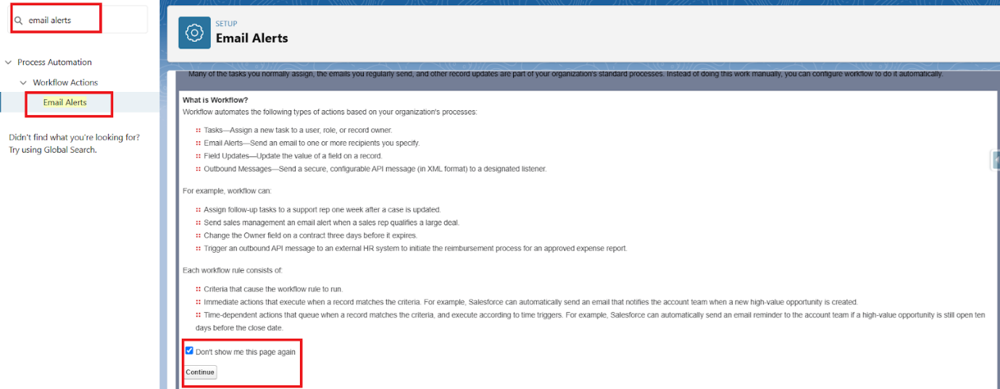 email alerts
Process Automation
Workflow Actions
Email Alerts
Didn't find what you're looking for?
Try using Global Search.
SETUP
Email Alerts
Many of the tasks you normally assign, the emails you regularly send, and other record updates are part of your organization's standard processes. Instead of doing this work manually, you can configure workflow to do it automatically.
What is Workflow?
Workflow automates the following types of actions based on your organization's processes:
Tasks—Assign a new task to a user, role, or record owner.
Email Alerts—Send an email to one or more recipients you specify.
Field Updates—Update the value of a field on a record.
Outbound Messages—Send a secure, configurable API message (in XML format) to a designated listener.
For example, workflow can:
Assign follow-up tasks to a support rep one week after a case is updated.
Send sales management an email alert when a sales rep qualifies a large deal.
Change the Owner field on a contract three days before it expires.
Trigger an outbound API message to an external HR system to initiate the reimbursement process for an approved expense report.
Each workflow rule consists of:
Criteria that cause the workflow rule to run.
Immediate actions that execute when a record matches the criteria. For example, Salesforce can automatically send an email that notifies the account team when a new high-value opportunity is created.
Time-dependent actions that queue when a record matches the criteria, and execute according to time triggers. For example, Salesforce can automatically send an email reminder to the account team if a high-value opportunity is still open ten
days before the close date.
Don't show me this page again
Continue